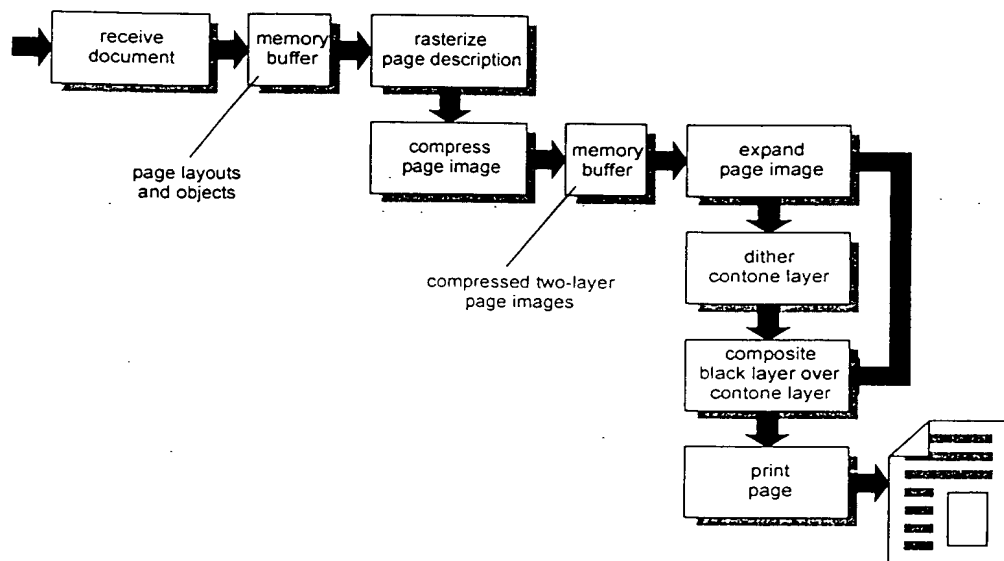 receive
document
memory
buffer
rasterize
page description
page layouts
and objects
compress
page image
memory
buffer
expand
page image
compressed two-layer
page images
dither
contone layer
composite
black layer over
contone layer
print
page